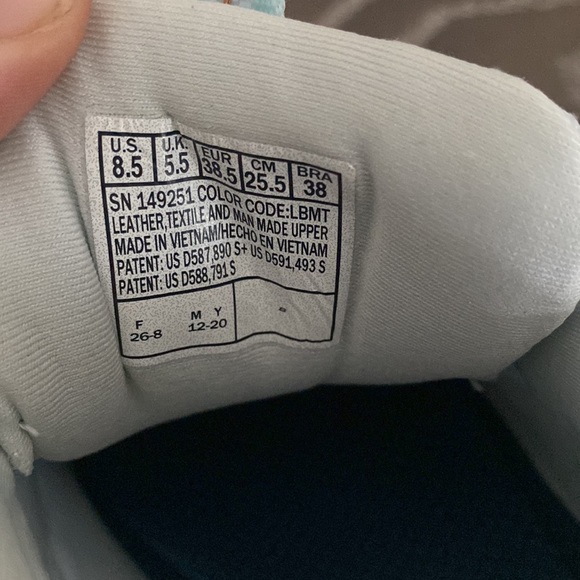 U.S. U.K. EUR CM BRA
8.5 5.5 38.5 25.5 38
SN 149251 COLOR CODE:LBMT
LEATHER,TEXTILE AND MAN MADE UPPER
MADE IN VIETNAM/HECHO EN VIETNAM
PATENT: US D587,890 S+ US D591,493 S
PATENT: US D588,791 S
F M Y
26-8 12-20